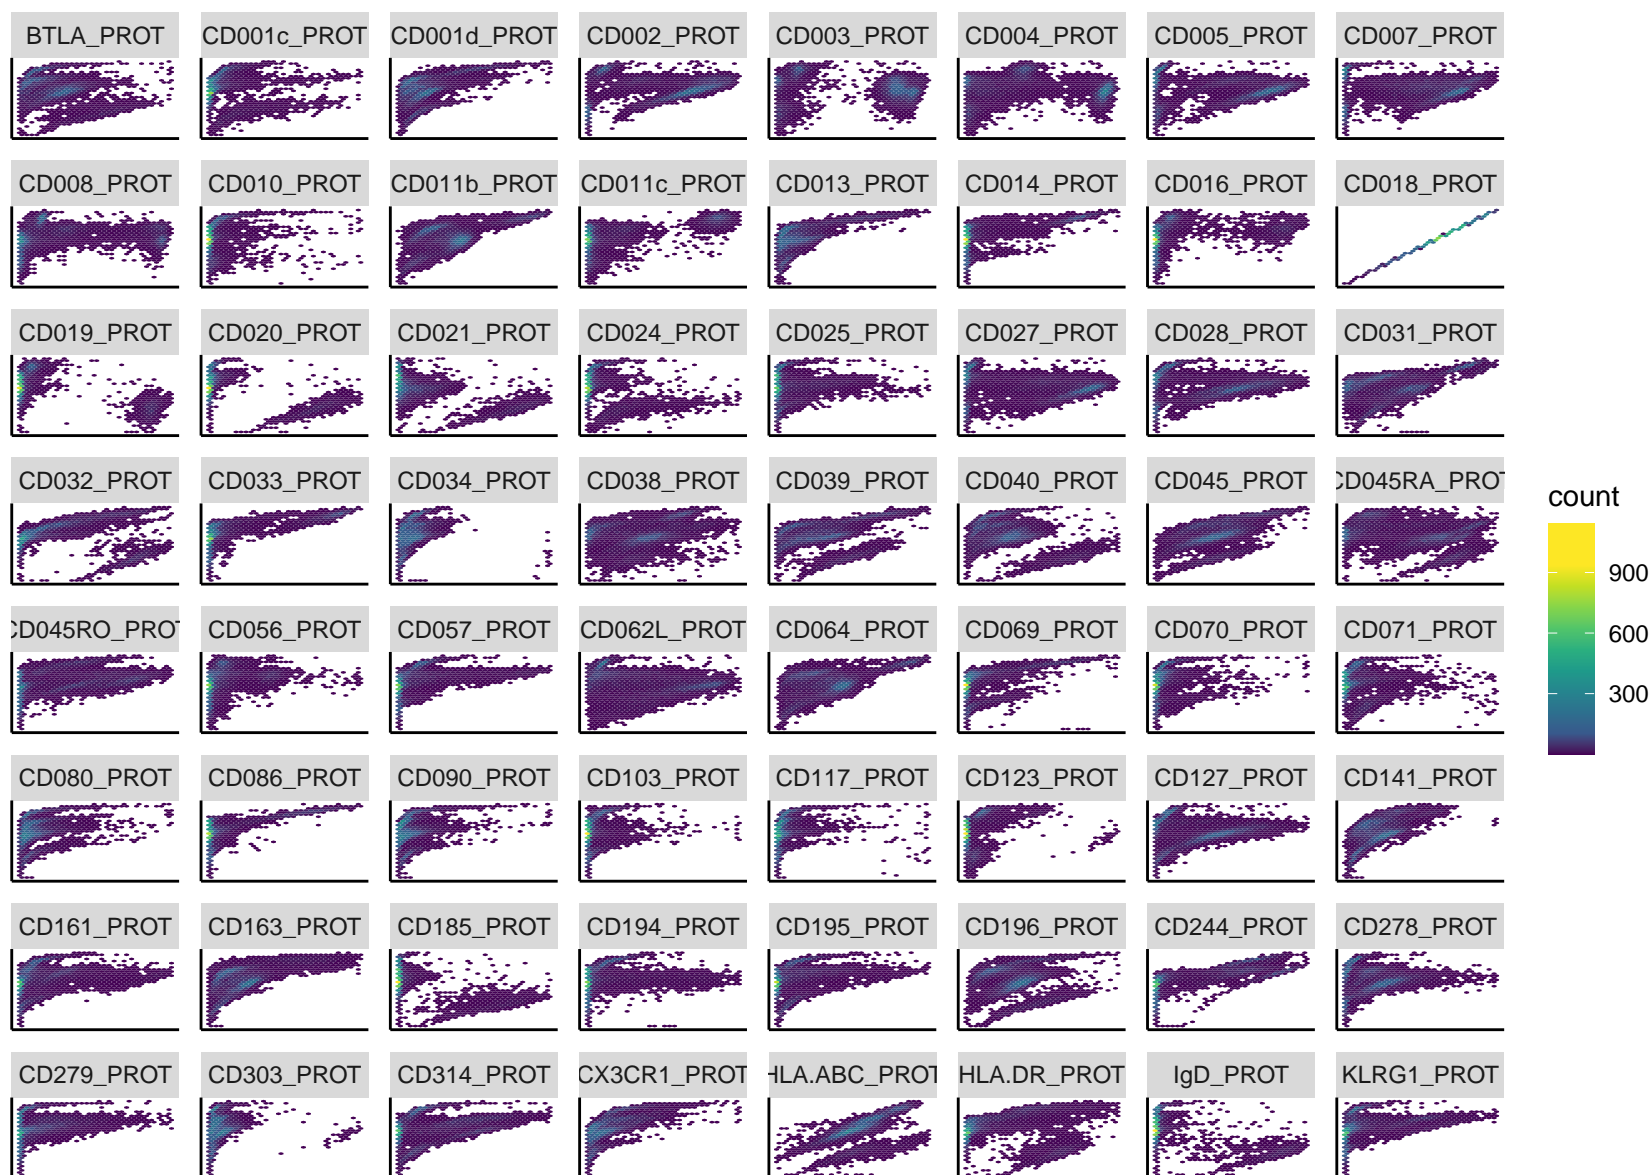 BTLA_PROT CD001c_PROT CD001d_PROT CD002_PROT CD003_PROT CD004_PROT CD005_PROT CD007_PROT
CD008_PROT CD010_PROT CD011b_PROT CD011c_PROT CD013_PROT CD014_PROT CD016_PROT CD018_PROT
CD019_PROT CD020_PROT CD021_PROT CD024_PROT CD025_PROT CD027_PROT CD028_PROT CD031_PROT
CD032_PROT CD033_PROT CD034_PROT CD038_PROT CD039_PROT CD040_PROT CD045_PROT CD045RA_PROT
CD045RO_PROT CD056_PROT CD057_PROT CD062L_PROT CD064_PROT CD069_PROT CD070_PROT CD071_PROT
CD080_PROT CD086_PROT CD090_PROT CD103_PROT CD117_PROT CD123_PROT CD127_PROT CD141_PROT
CD161_PROT CD163_PROT CD185_PROT CD194_PROT CD195_PROT CD196_PROT CD244_PROT CD278_PROT
CD279_PROT CD303_PROT CD314_PROT CX3CR1_PROT HLA.ABC_PROT HLA.DR_PROT IgD_PROT KLRG1_PROT
count
900
600
300